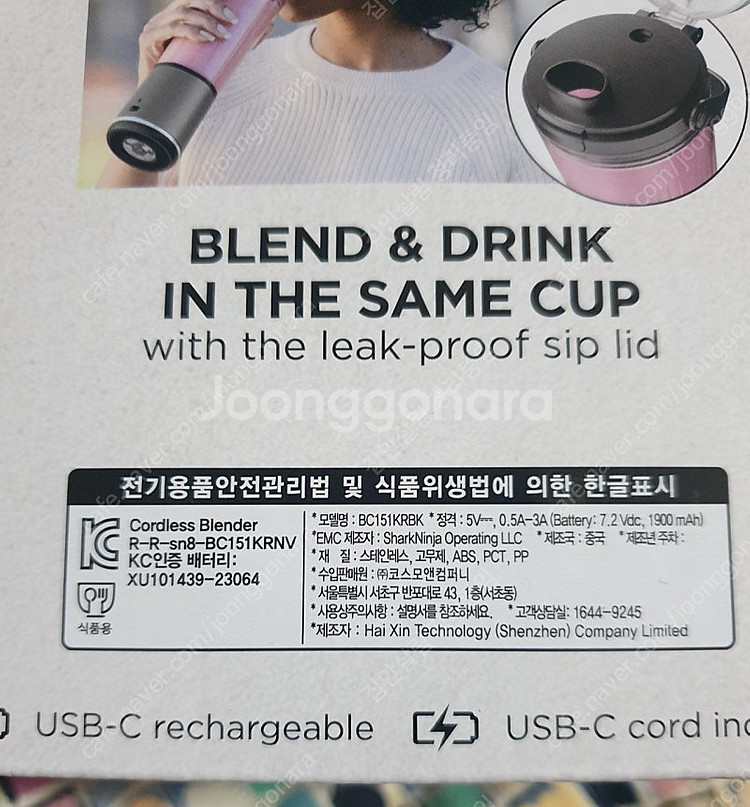 BLEND & DRINK
IN THE SAME CUP
with the leak-proof sip lid
Joonggonara
전기용품안전관리법 및 식품위생법에 의한 한글표시
Cordless Blender
R-R-sn8-BC151KRNV
KC인증 배터리:
XU101439-23064
식품용
*모델명 : BC151KRBK *정격 : 5V⎓, 0.5A-3A (Battery: 7.2 Vdc, 1900 mAh)
*EMC 제조자 : SharkNinja Operating LLC *제조국 : 중국 *제조년 주차 :
*재 질 : 스테인레스, 고무제, ABS, PCT, PP
*수입판매원 : ㈜코스모앤컴퍼니
*서울특별시 서초구 반포대로 43, 1층(서초동)
*사용상주의사항 : 설명서를 참조하세요. *고객상담실: 1644-9245
*제조자 : Hai Xin Technology (Shenzhen) Company Limited
USB-C rechargeable
USB-C cord inc